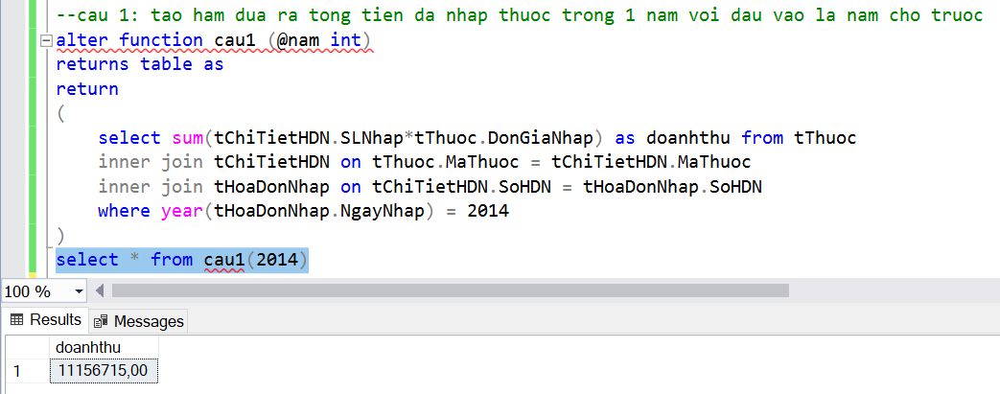 --cau 1: tao ham dua ra tong tien da nhap thuoc trong 1 nam voi dau vao la nam cho truoc
alter function cau1 (@nam int)
returns table as
return
(
select sum(tChiTietHDN.SLNhap*tThuoc.DonGiaNhap) as doanhthu from tThuoc
inner join tChiTietHDN on tThuoc.MaThuoc = tChiTietHDN.MaThuoc
inner join tHoaDonNhap on tChiTietHDN.SoHDN = tHoaDonNhap.SoHDN
where year(tHoaDonNhap.NgayNhap) = 2014
)
select * from cau1(2014)
100 %
Results Messages
doanhthu
1 11156715,00